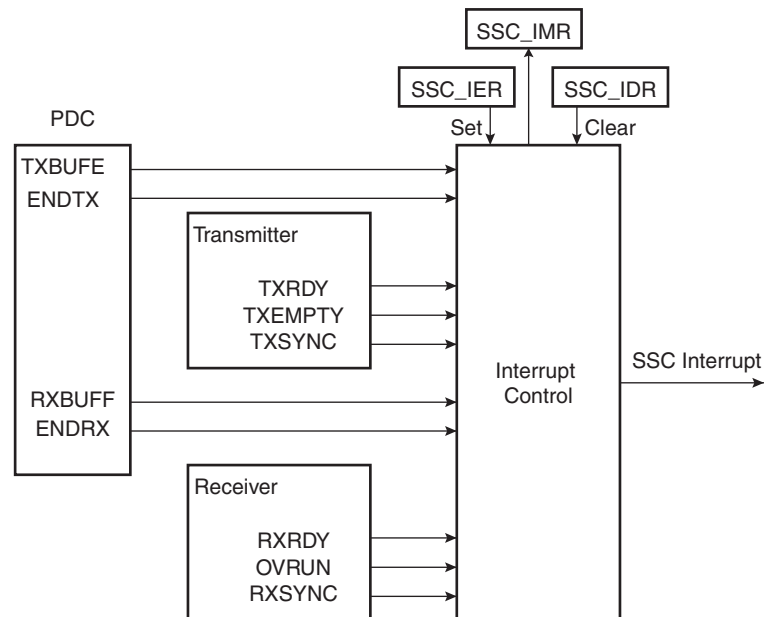 SSC_IMR
SSC_IER
SSC_IDR
Set
Clear
PDC
TXBUFE
ENDTX
Transmitter
TXRDY
TXEMPTY
TXSYNC
RXBUFF
ENDRX
Interrupt
Control
SSC Interrupt
Receiver
RXRDY
OVRUN
RXSYNC